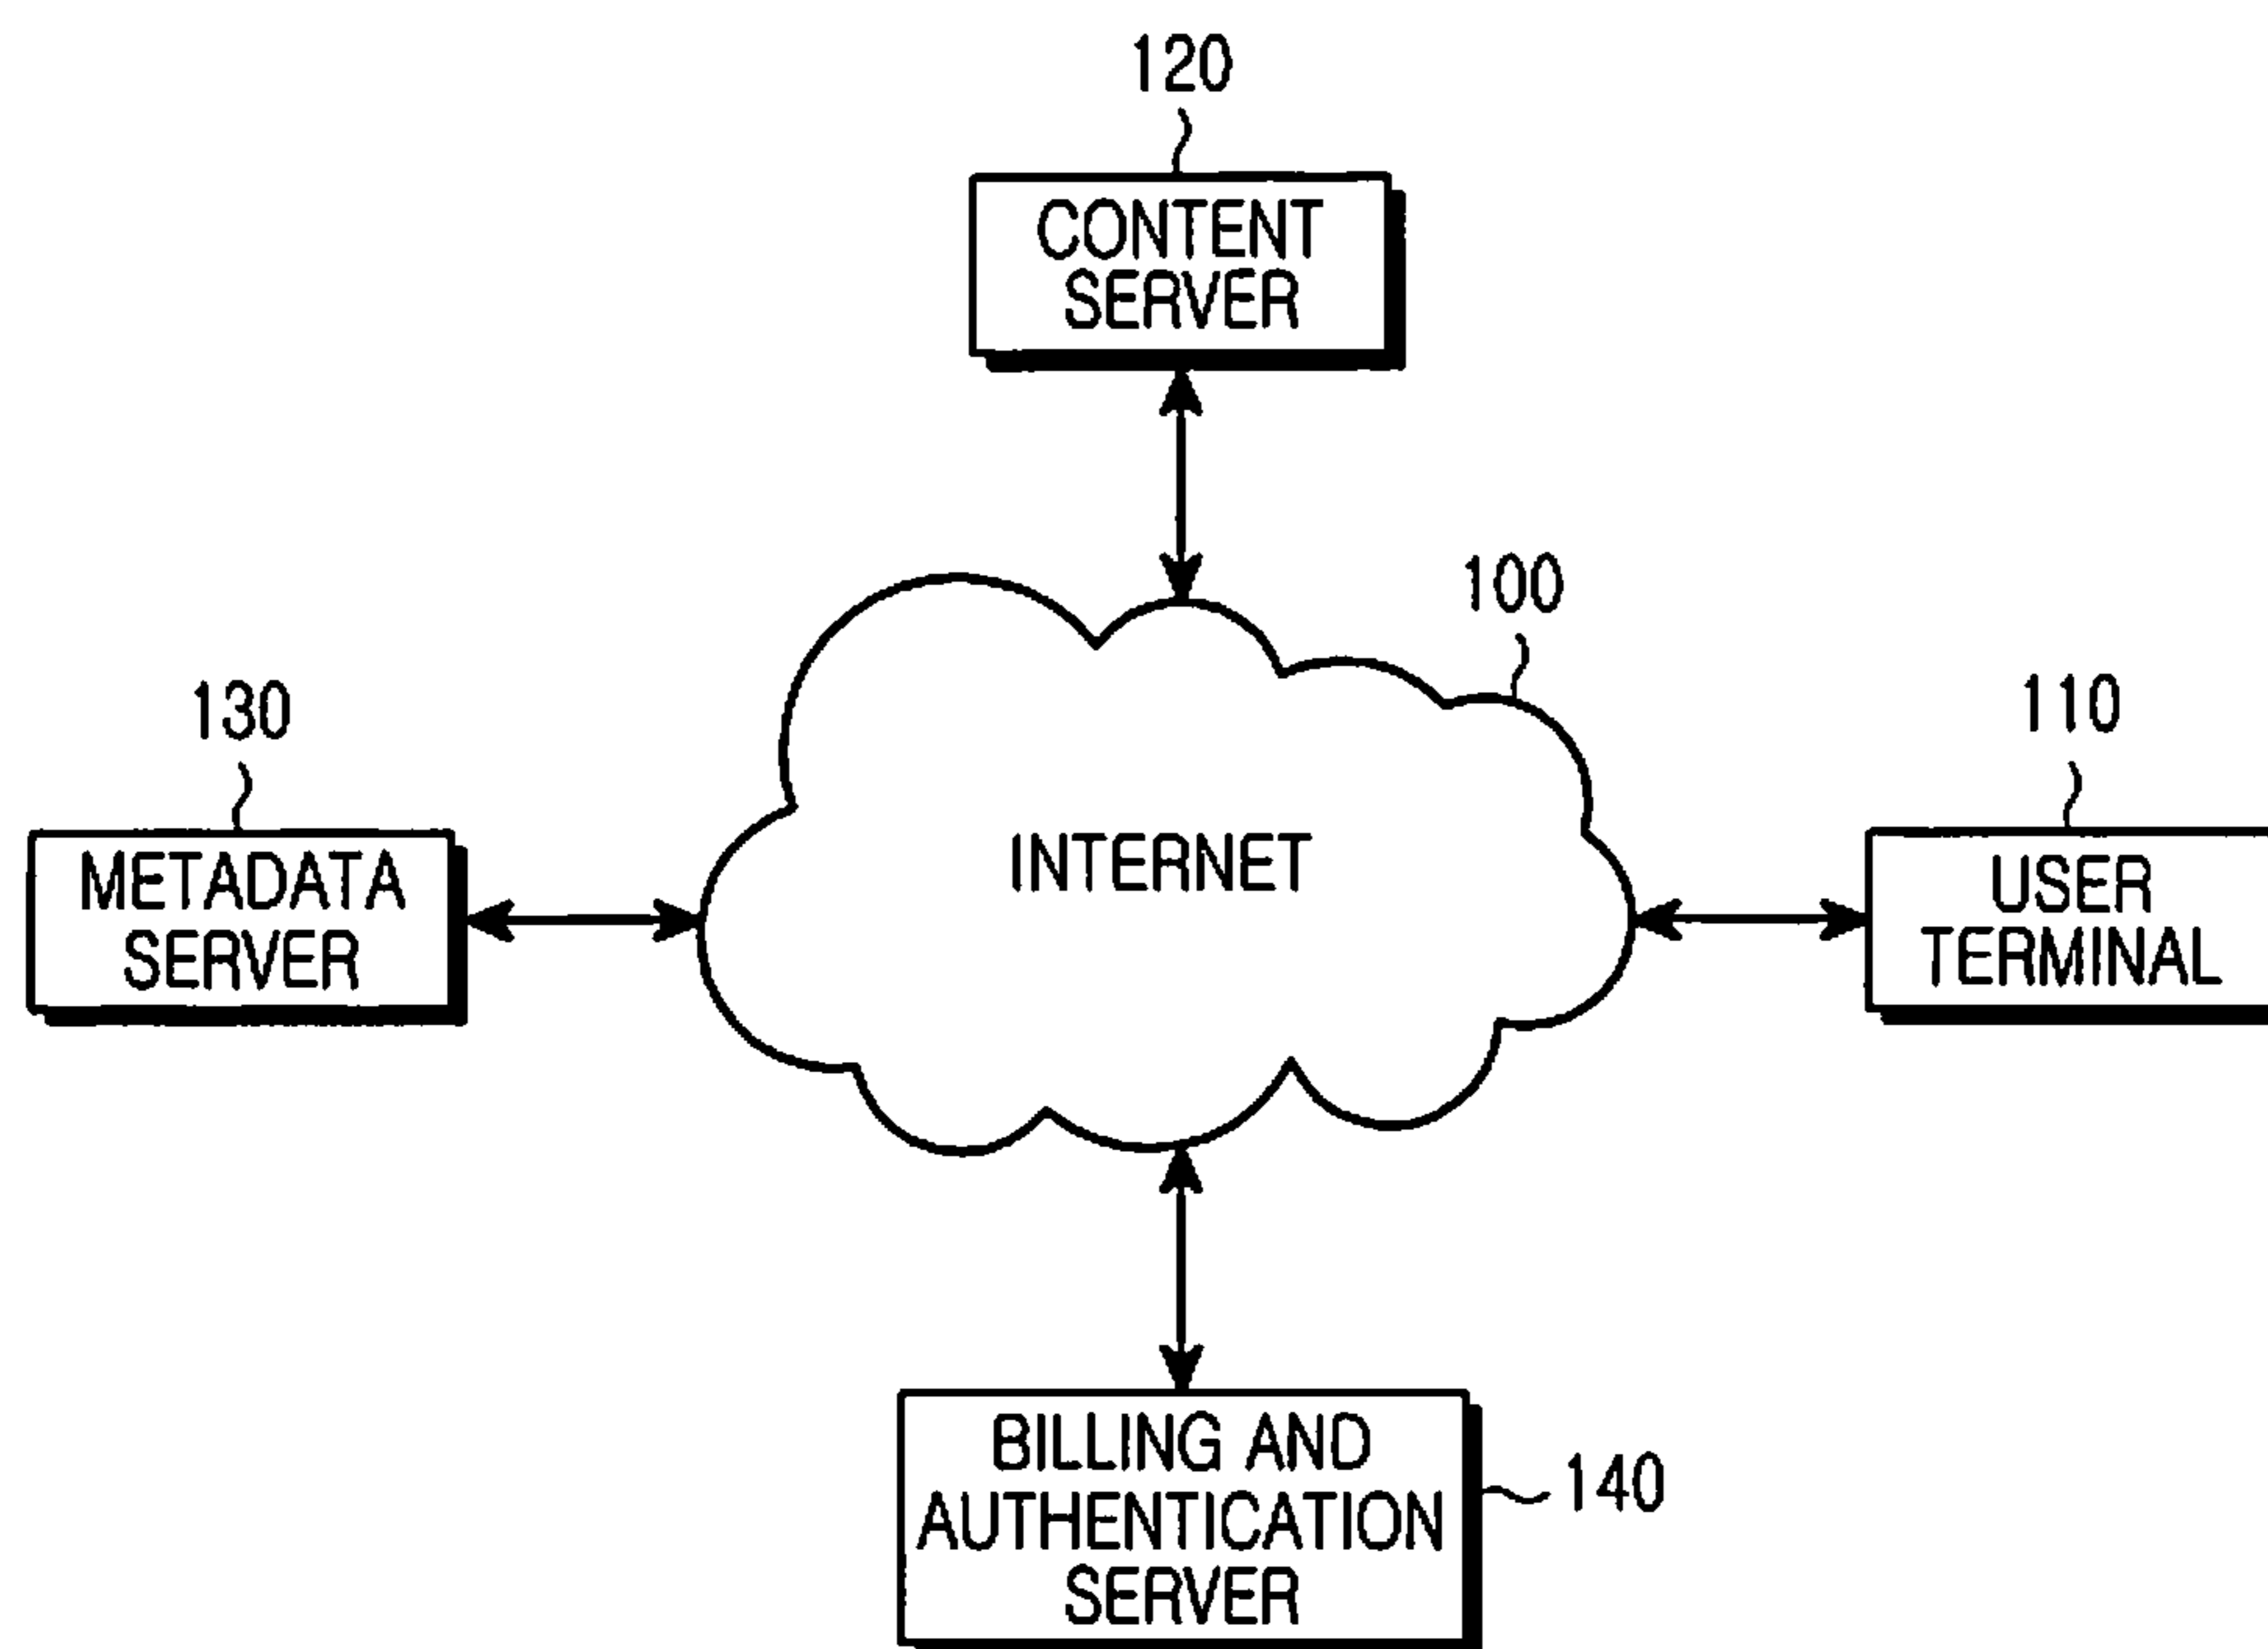 120
CONTENT
SERVER
100
130
110
INTERNET
METADATA
SERVER
USER
TERMINAL
BILLING AND
AUTHENTICATION
SERVER
140